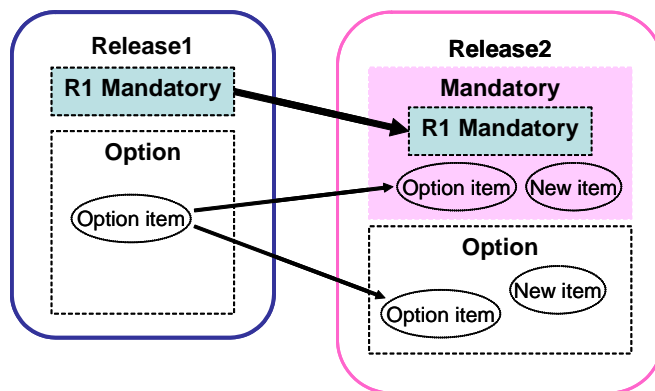 Release1
R1 Mandatory
Option
Option item
Release2
Mandatory
R1 Mandatory
Option item
New item
Option
New item
Option item